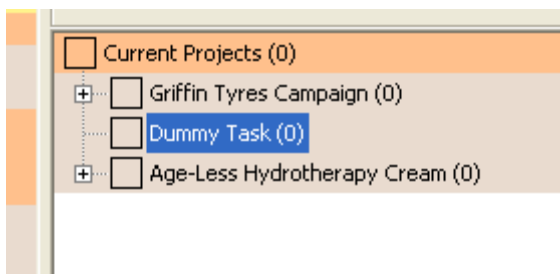 Current Projects (0)
Griffin Tyres Campaign (0)
Dummy Task (0)
Age-Less Hydrotherapy Cream (0)